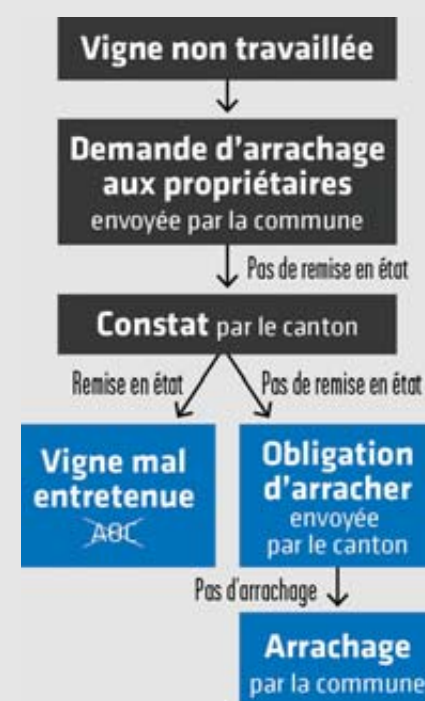 Vigne non travaillée
Demande d'arrachage
aux propriétaires
envoyée par la commune
Pas de remise en état
Constat par le canton
Remise en état
Pas de remise en état
Vigne mal
entretenue
AOC
Obligation
d'arracher
envoyée
par le canton
Pas d'arrachage
Arrachage
par la commune